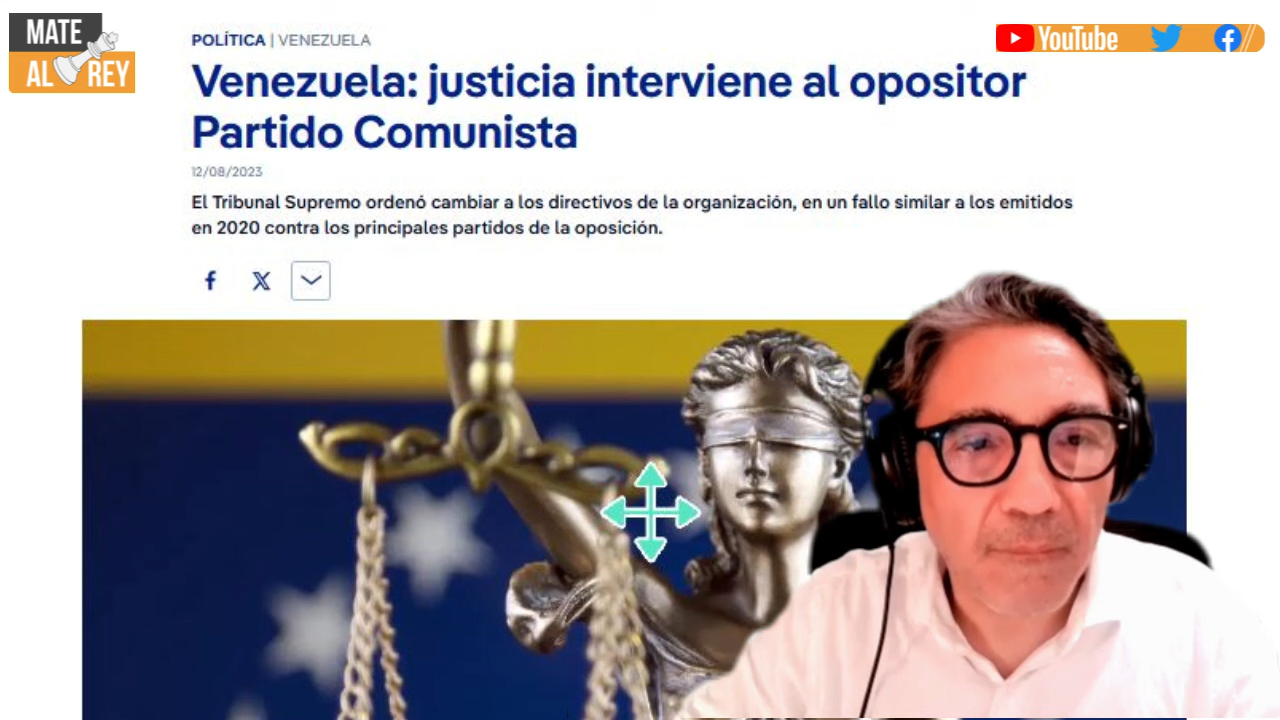 MATE
AL REY
YouTube
POLÍTICA | VENEZUELA
Venezuela: justicia interviene al opositor
Partido Comunista
12/08/2023
El Tribunal Supremo ordenó cambiar a los directivos de la organización, en un fallo similar a los emitidos
en 2020 contra los principales partidos de la oposición.